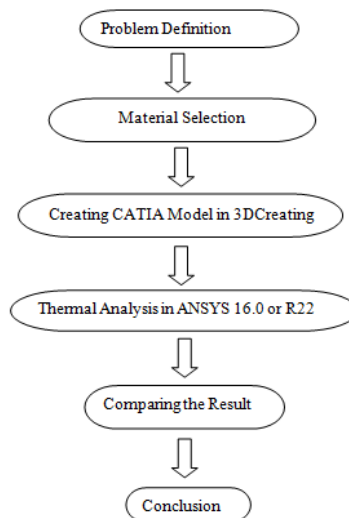 Problem Definition
Material Selection
Creating CATIA Model in 3DCreating
Thermal Analysis in ANSYS 16.0 or R22
Comparing the Result
Conclusion